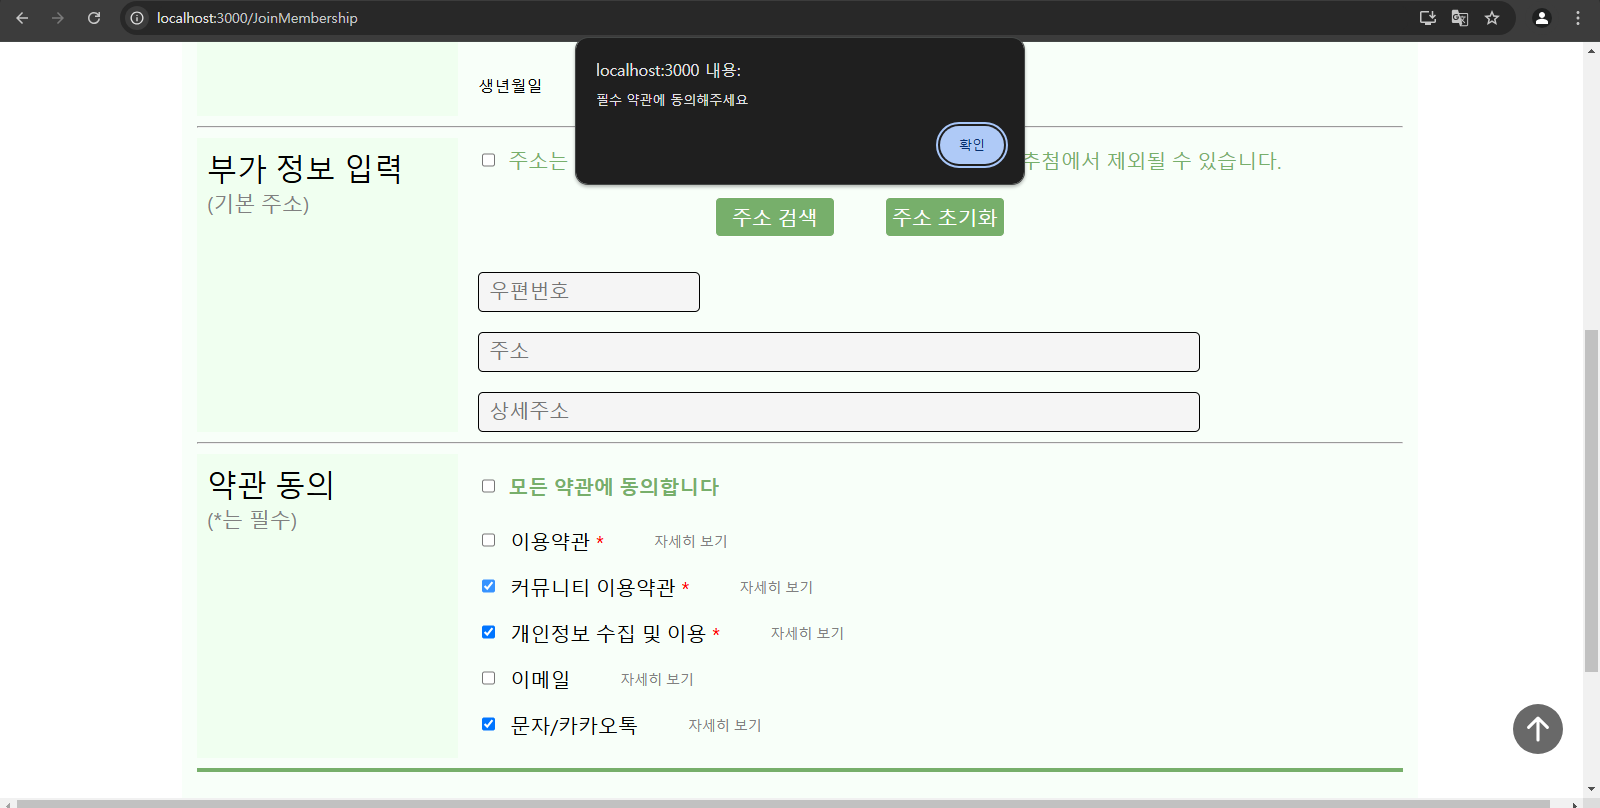 localhost:3000/JoinMembership
localhost:3000 내용:
필수 약관에 동의해주세요
확인
생년월일
부가 정보 입력
(기본 주소)
주소는
추첨에서 제외될 수 있습니다.
주소 검색
주소 초기화
우편번호
주소
상세주소
약관 동의
(*는 필수)
모든 약관에 동의합니다
이용약관 * 자세히 보기
커뮤니티 이용약관 * 자세히 보기
개인정보 수집 및 이용 * 자세히 보기
이메일 자세히 보기
문자/카카오톡 자세히 보기